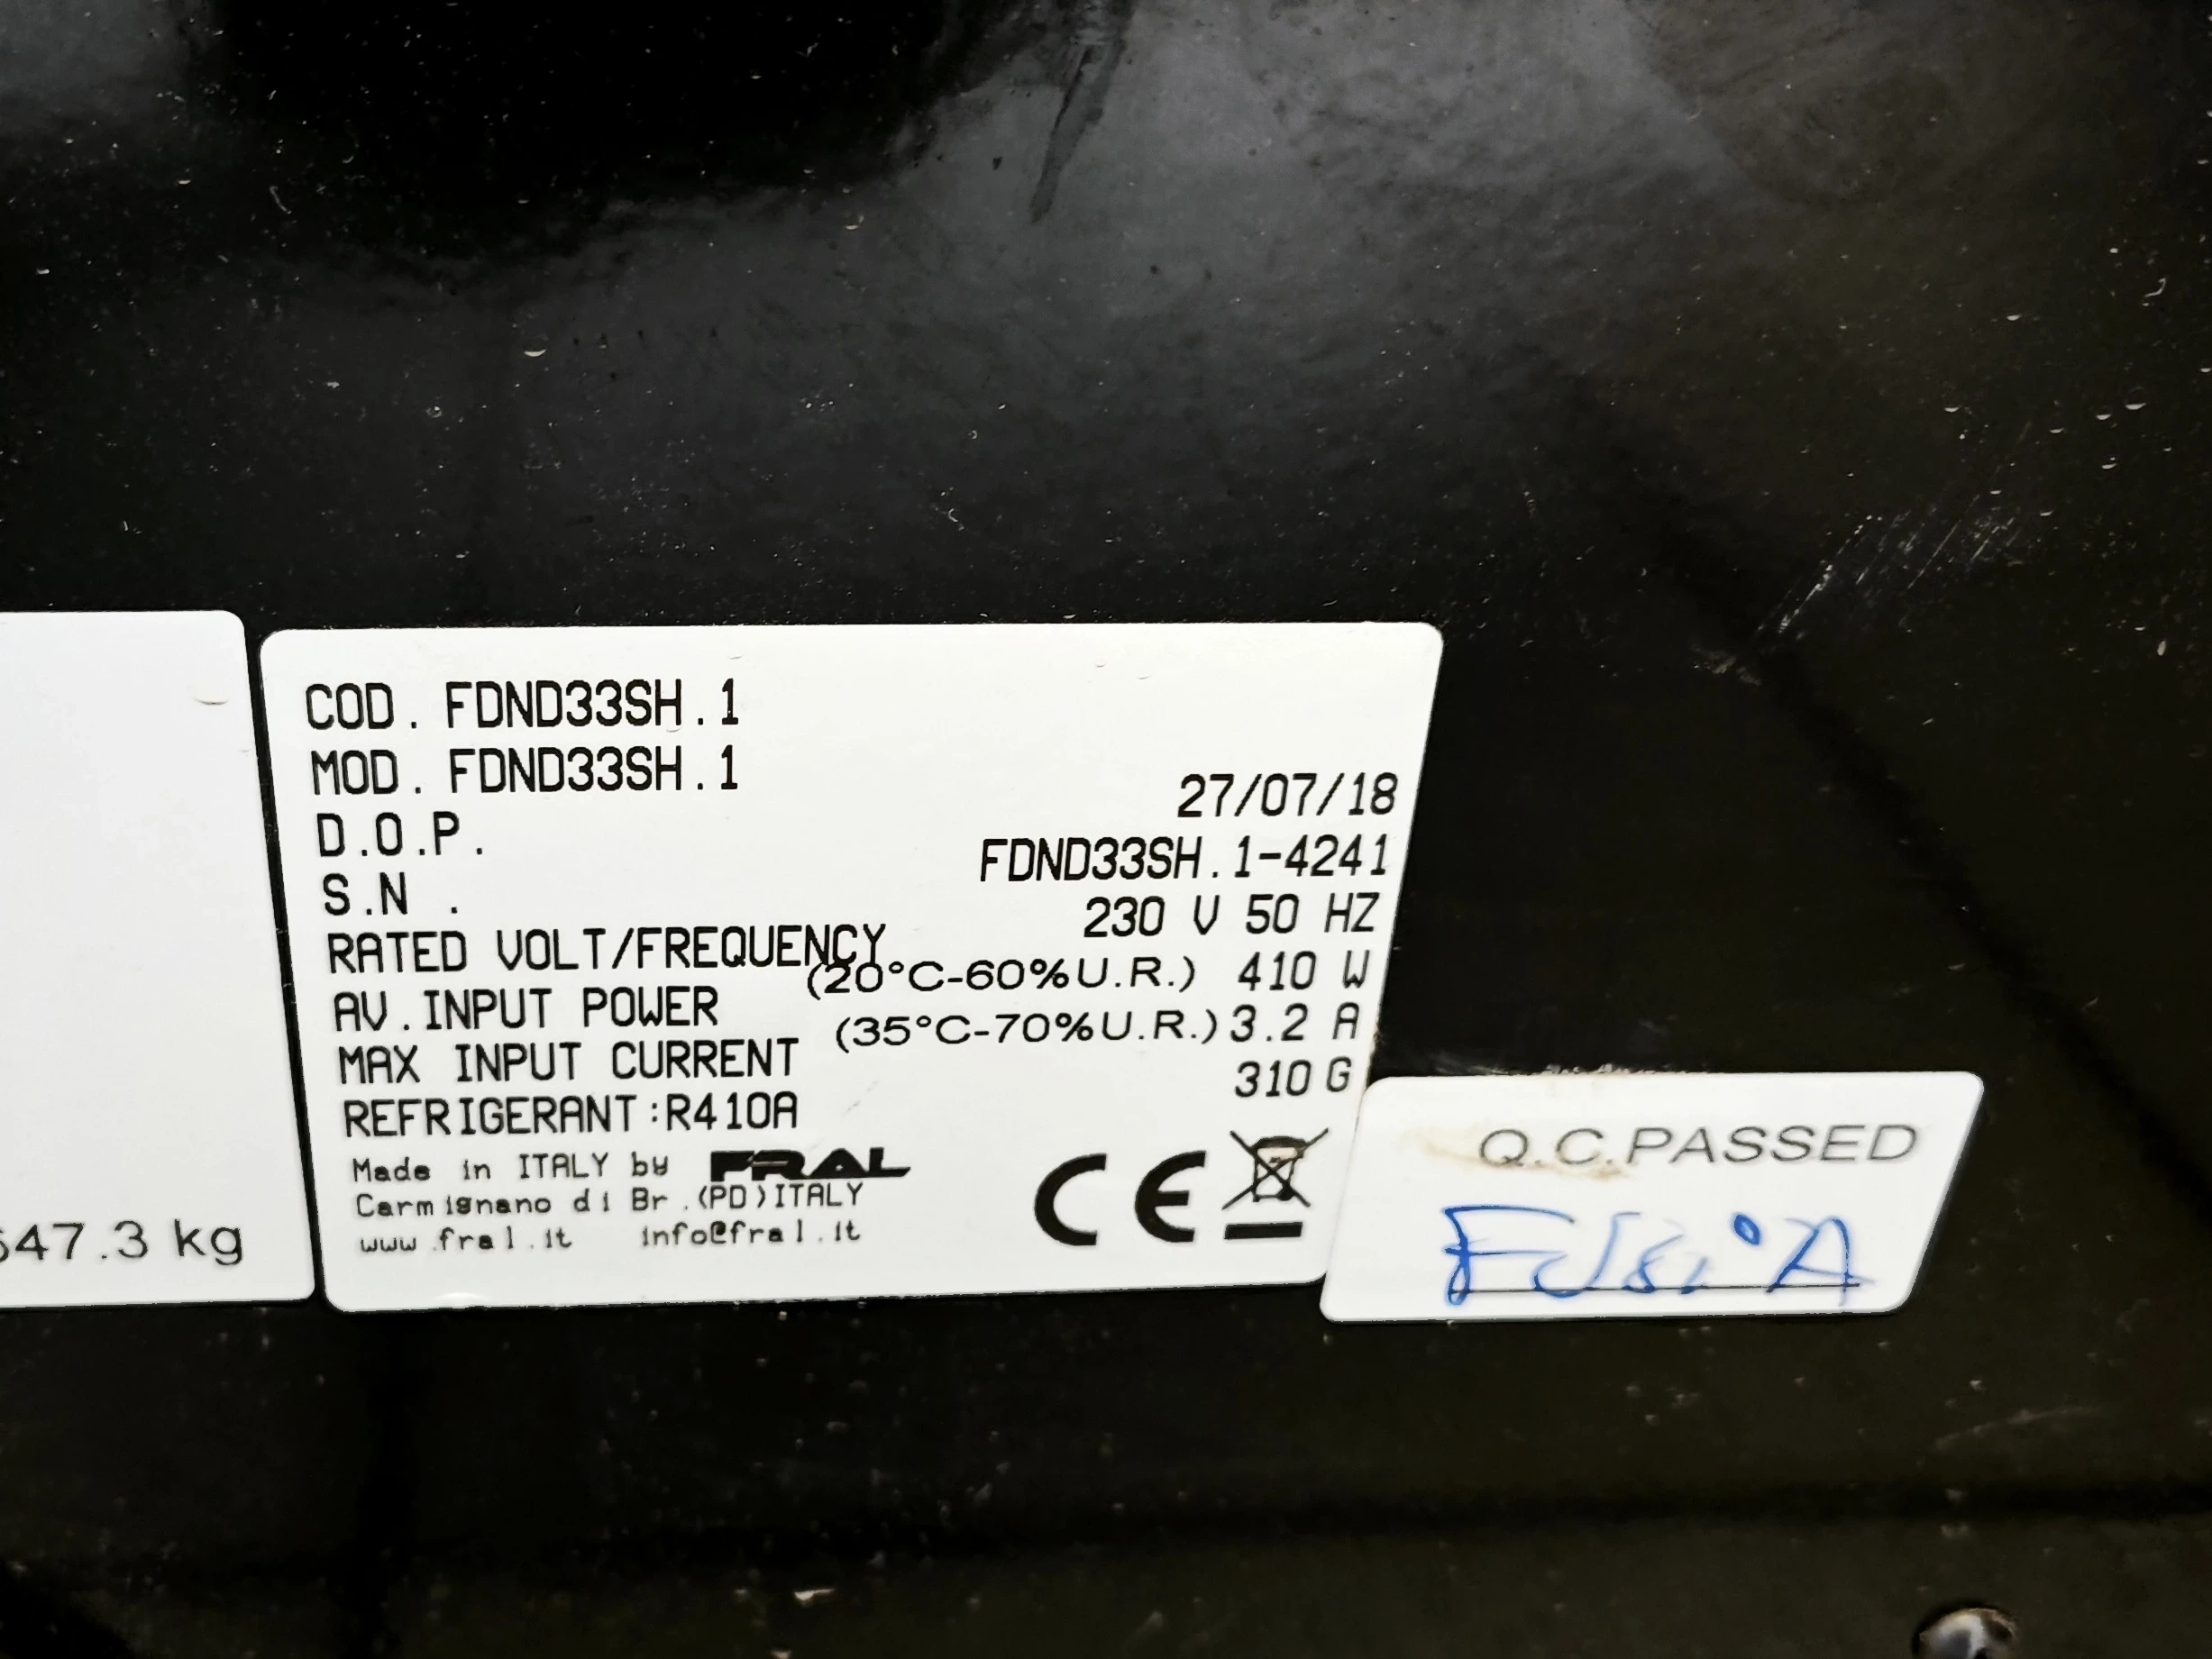 COD. FDND33SH.1
MOD. FDND33SH.1
D.O.P. 27/07/18
S.N. FDND33SH.1-4241
RATED VOLT/FREQUENCY 230 V 50 HZ
AV.INPUT POWER (20°C-60%U.R.) 410 W
MAX INPUT CURRENT (35°C-70%U.R.) 3.2 A
REFRIGERANT:R410A 310 G
Made in ITALY by FRAL
Carmignano di Br.(PD)ITALY
www.fral.it info@fral.it
CE
47.3 kg
Q.C.PASSED